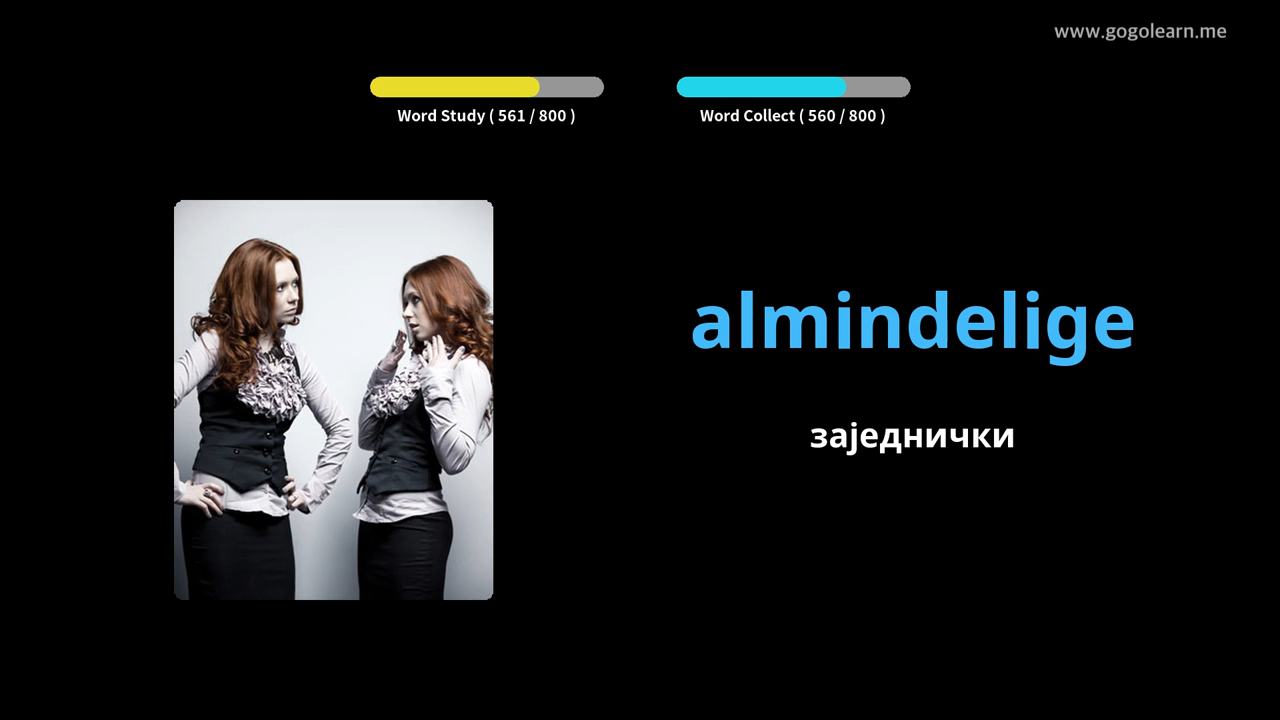 www.gogolearn.me
Word Study ( 561 / 800 )
Word Collect ( 560 / 800 )
almindelige
заједнички